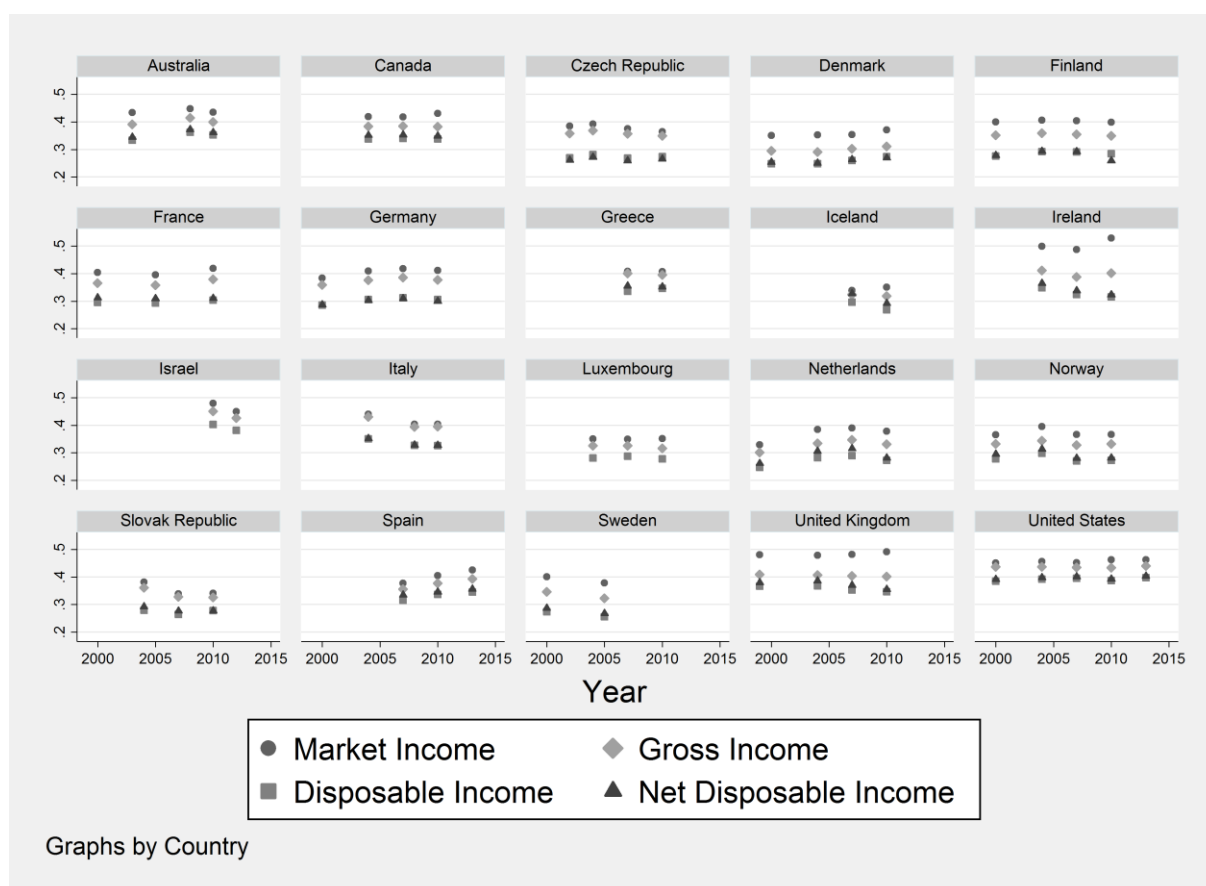 Australia Canada Czech Republic Denmark Finland
.5
.4
.3
.2
France Germany Greece Iceland Ireland
.5
.4
.3
.2
Israel Italy Luxembourg Netherlands Norway
.5
.4
.3
.2
Slovak Republic Spain Sweden United Kingdom United States
.5
.4
.3
.2
2000 2005 2010 2015 2000 2005 2010 2015 2000 2005 2010 2015 2000 2005 2010 2015 2000 2005 2010 2015
Year
Market Income Gross Income
Disposable Income Net Disposable Income
Graphs by Country